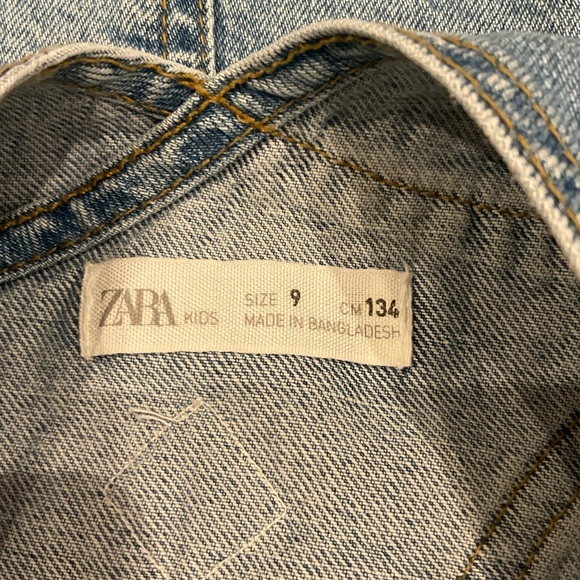 ZARA KIDS SIZE 9 CM 134
MADE IN BANGLADESH